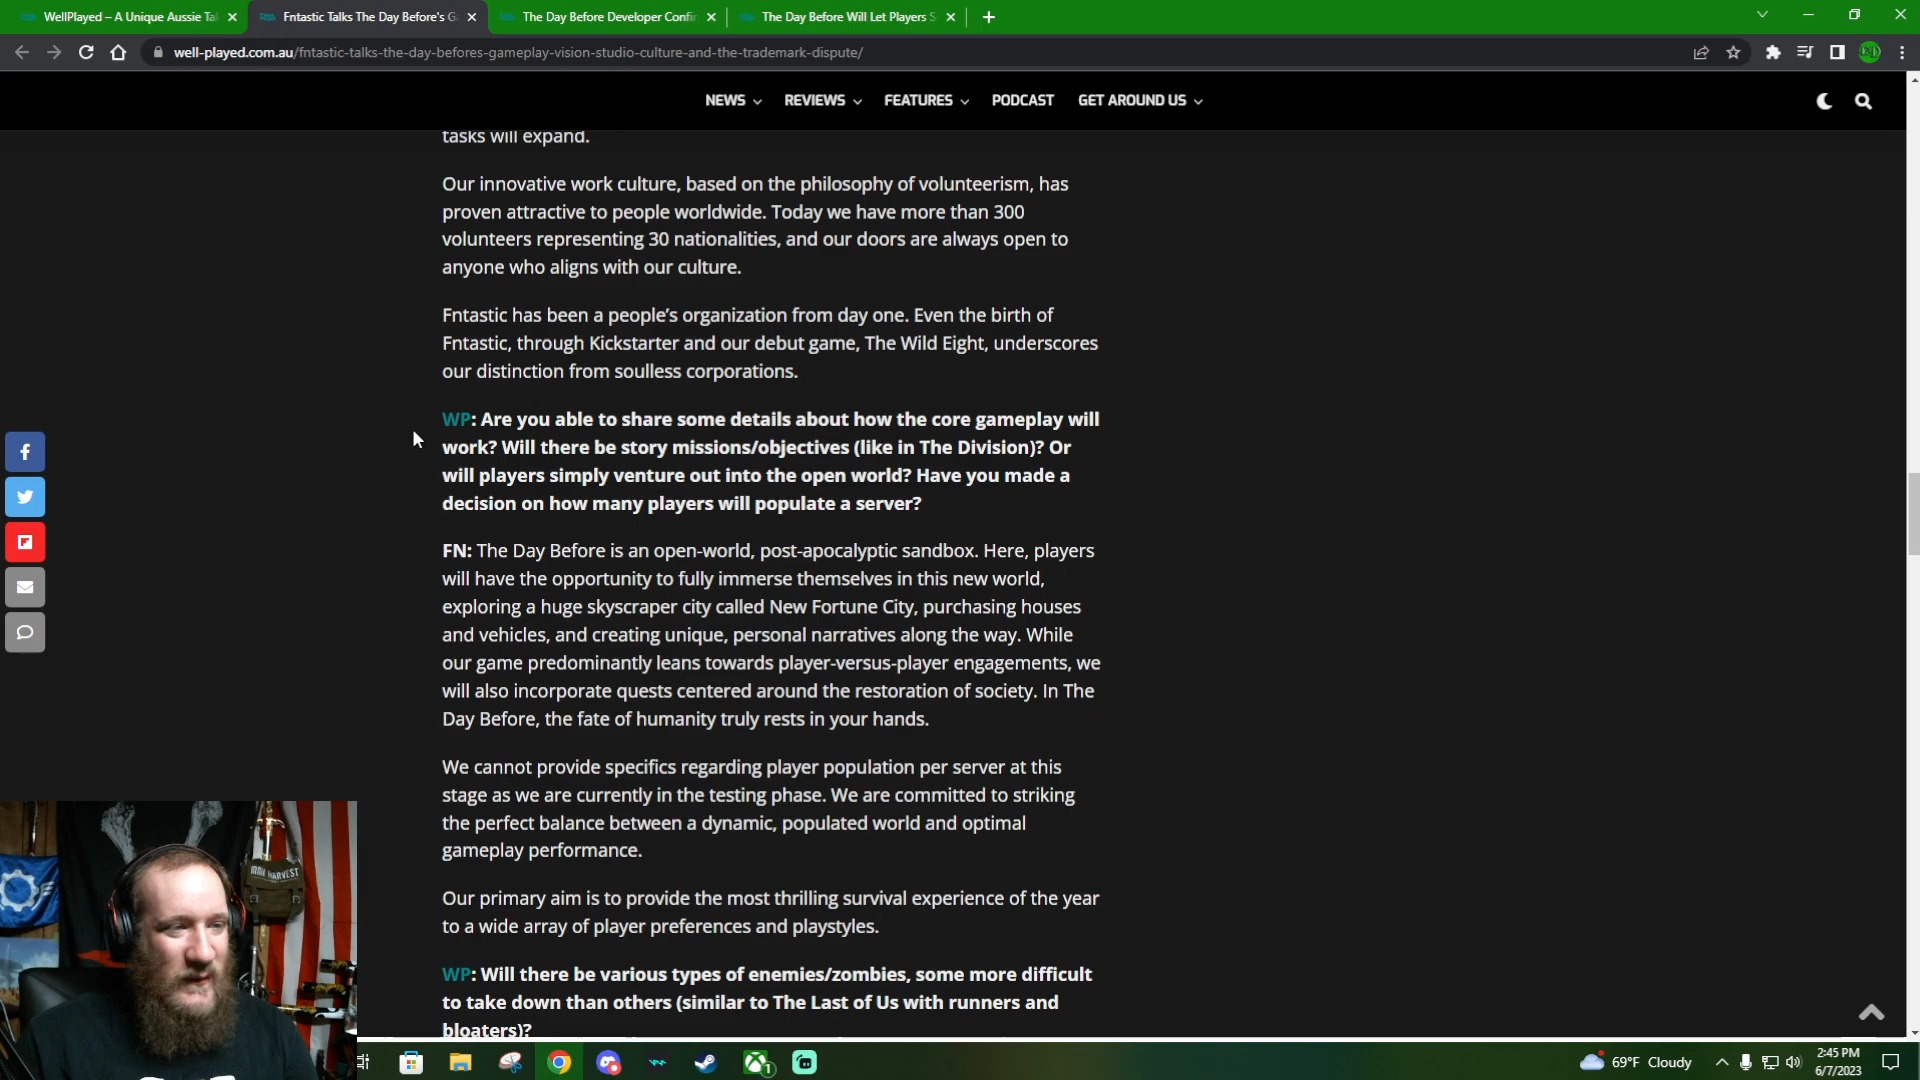 WellPlayed – A Unique Aussie Ta
Fntastic Talks The Day Before's G
The Day Before Developer Confir
The Day Before Will Let Players S
well-played.com.au/fntastic-talks-the-day-befores-gameplay-vision-studio-culture-and-the-trademark-dispute/
NEWS REVIEWS FEATURES PODCAST GET AROUND US
tasks will expand.
Our innovative work culture, based on the philosophy of volunteerism, has
proven attractive to people worldwide. Today we have more than 300
volunteers representing 30 nationalities, and our doors are always open to
anyone who aligns with our culture.
Fntastic has been a people's organization from day one. Even the birth of
Fntastic, through Kickstarter and our debut game, The Wild Eight, underscores
our distinction from soulless corporations.
WP: Are you able to share some details about how the core gameplay will
work? Will there be story missions/objectives (like in The Division)? Or
will players simply venture out into the open world? Have you made a
decision on how many players will populate a server?
FN: The Day Before is an open-world, post-apocalyptic sandbox. Here, players
will have the opportunity to fully immerse themselves in this new world,
exploring a huge skyscraper city called New Fortune City, purchasing houses
and vehicles, and creating unique, personal narratives along the way. While
our game predominantly leans towards player-versus-player engagements, we
will also incorporate quests centered around the restoration of society. In The
Day Before, the fate of humanity truly rests in your hands.
We cannot provide specifics regarding player population per server at this
stage as we are currently in the testing phase. We are committed to striking
the perfect balance between a dynamic, populated world and optimal
gameplay performance.
Our primary aim is to provide the most thrilling survival experience of the year
to a wide array of player preferences and playstyles.
WP: Will there be various types of enemies/zombies, some more difficult
to take down than others (similar to The Last of Us with runners and
bloaters)?
IRON HARVEST
1
69°F Cloudy
2:45 PM
6/7/2023